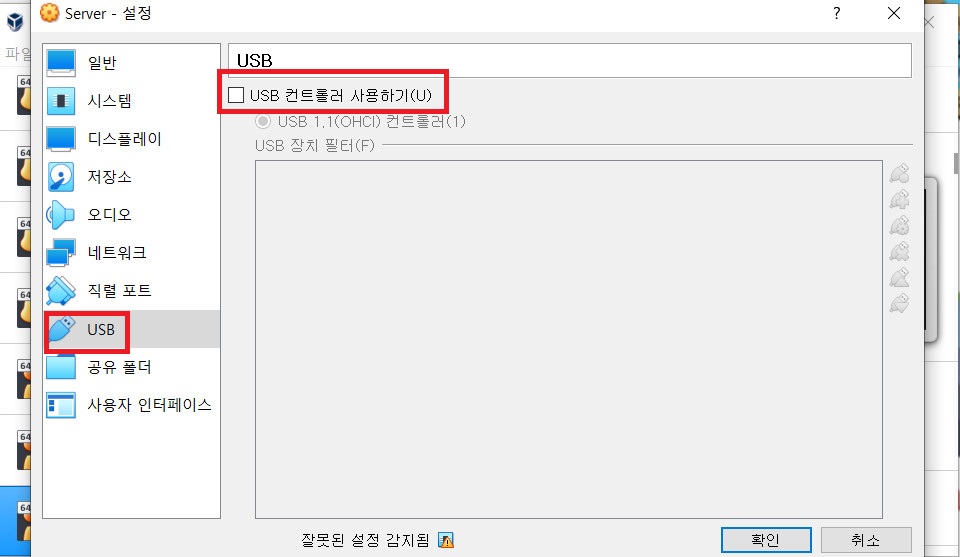 Server - 설정
?
파일
일반
시스템
디스플레이
저장소
오디오
네트워크
직렬 포트
USB
공유 폴더
사용자 인터페이스
USB
USB 컨트롤러 사용하기(U)
USB 1.1(OHCI) 컨트롤러(1)
USB 장치 필터(F)
잘못된 설정 감지됨
확인
취소
64
64
64
64
64
64
64